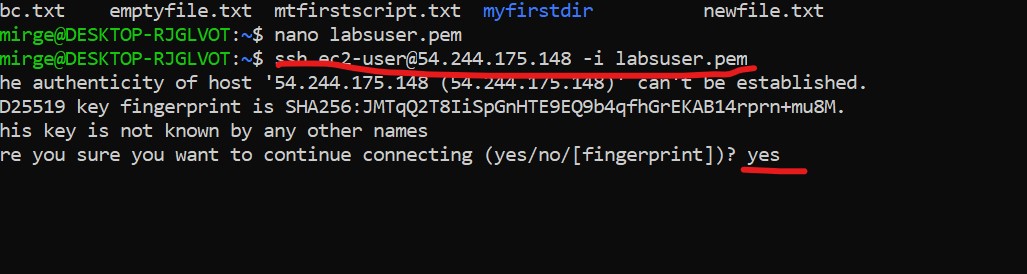 bc.txt emptyfile.txt mtfirstscript.txt myfirstdir newfile.txt
mirge@DESKTOP-RJGLVOT:~$ nano labsuser.pem
mirge@DESKTOP-RJGLVOT:~$ ssh ec2-user@54.244.175.148 -i labsuser.pem
he authenticity of host '54.244.175.148 (54.244.175.148)' can't be established.
D25519 key fingerprint is SHA256:JMTqQ2T8IiSpGnHTE9EQ9b4qfhGrEKAB14rprn+mu8M.
his key is not known by any other names
re you sure you want to continue connecting (yes/no/[fingerprint])? yes